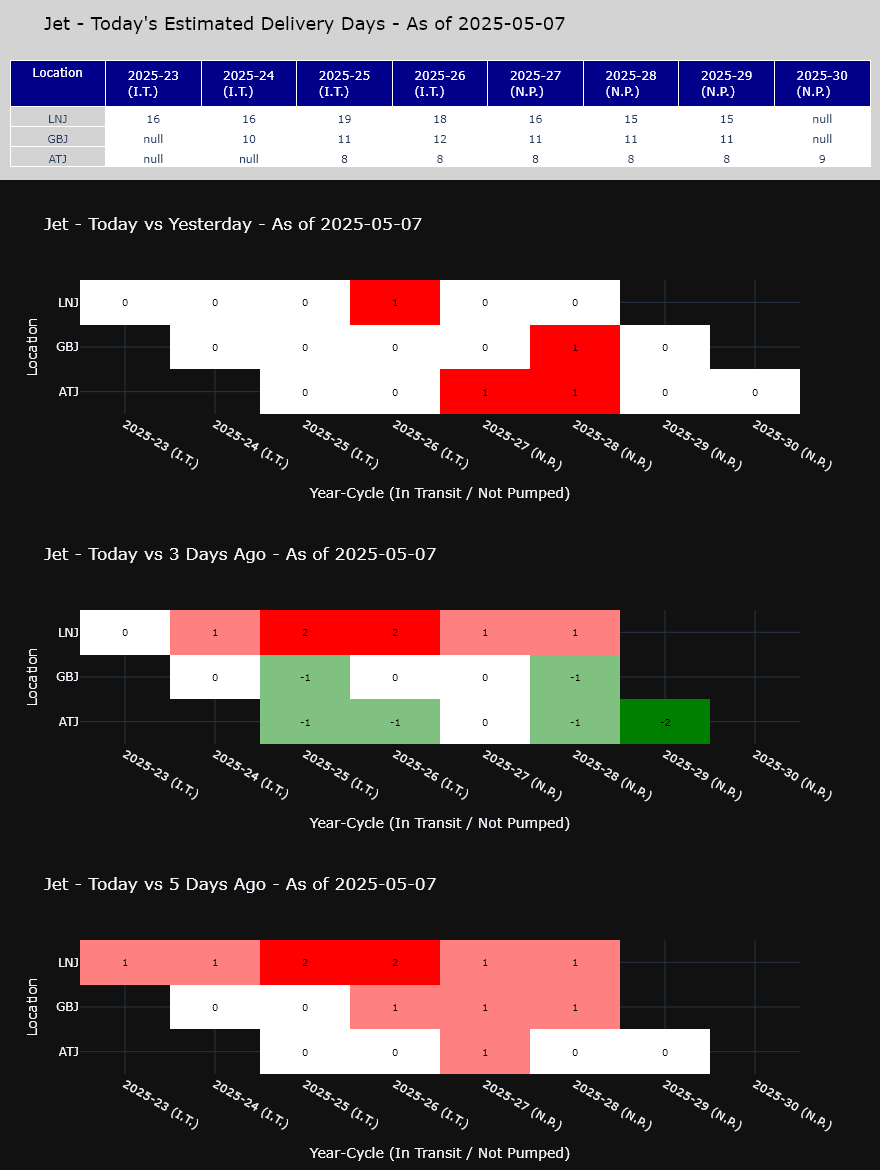 Jet - Today's Estimated Delivery Days - As of 2025-05-07
Location 2025-23 (I.T.) 2025-24 (I.T.) 2025-25 (I.T.) 2025-26 (I.T.) 2025-27 (N.P.) 2025-28 (N.P.) 2025-29 (N.P.) 2025-30 (N.P.)
LNJ 16 16 19 18 16 15 15 null
GBJ null 10 11 12 11 11 11 null
ATJ null null 8 8 8 8 8 9
Jet - Today vs Yesterday - As of 2025-05-07
Location
LNJ 0 0 0 1 0 0
GBJ 0 0 0 0 1 0
ATJ 0 0 1 1 0 0
2025-23 (I.T.) 2025-24 (I.T.) 2025-25 (I.T.) 2025-26 (I.T.) 2025-27 (N.P.) 2025-28 (N.P.) 2025-29 (N.P.) 2025-30 (N.P.)
Year-Cycle (In Transit / Not Pumped)
Jet - Today vs 3 Days Ago - As of 2025-05-07
Location
LNJ 0 1 2 2 1 1
GBJ 0 -1 0 0 -1
ATJ -1 -1 0 -1 -2
2025-23 (I.T.) 2025-24 (I.T.) 2025-25 (I.T.) 2025-26 (I.T.) 2025-27 (N.P.) 2025-28 (N.P.) 2025-29 (N.P.) 2025-30 (N.P.)
Year-Cycle (In Transit / Not Pumped)
Jet - Today vs 5 Days Ago - As of 2025-05-07
Location
LNJ 1 1 2 2 1 1
GBJ 0 0 1 1 1
ATJ 0 0 1 0 0
2025-23 (I.T.) 2025-24 (I.T.) 2025-25 (I.T.) 2025-26 (I.T.) 2025-27 (N.P.) 2025-28 (N.P.) 2025-29 (N.P.) 2025-30 (N.P.)
Year-Cycle (In Transit / Not Pumped)